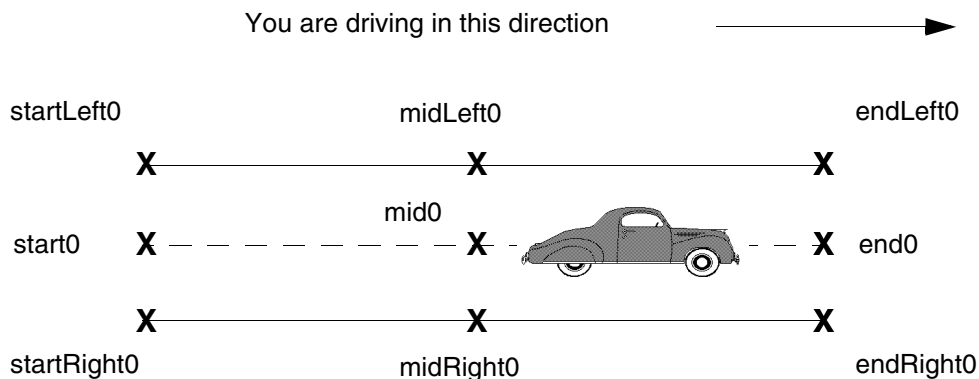 You are driving in this direction
startLeft0 midLeft0 endLeft0
X X X
mid0
start0 X X X end0
X X X
startRight0 midRight0 endRight0